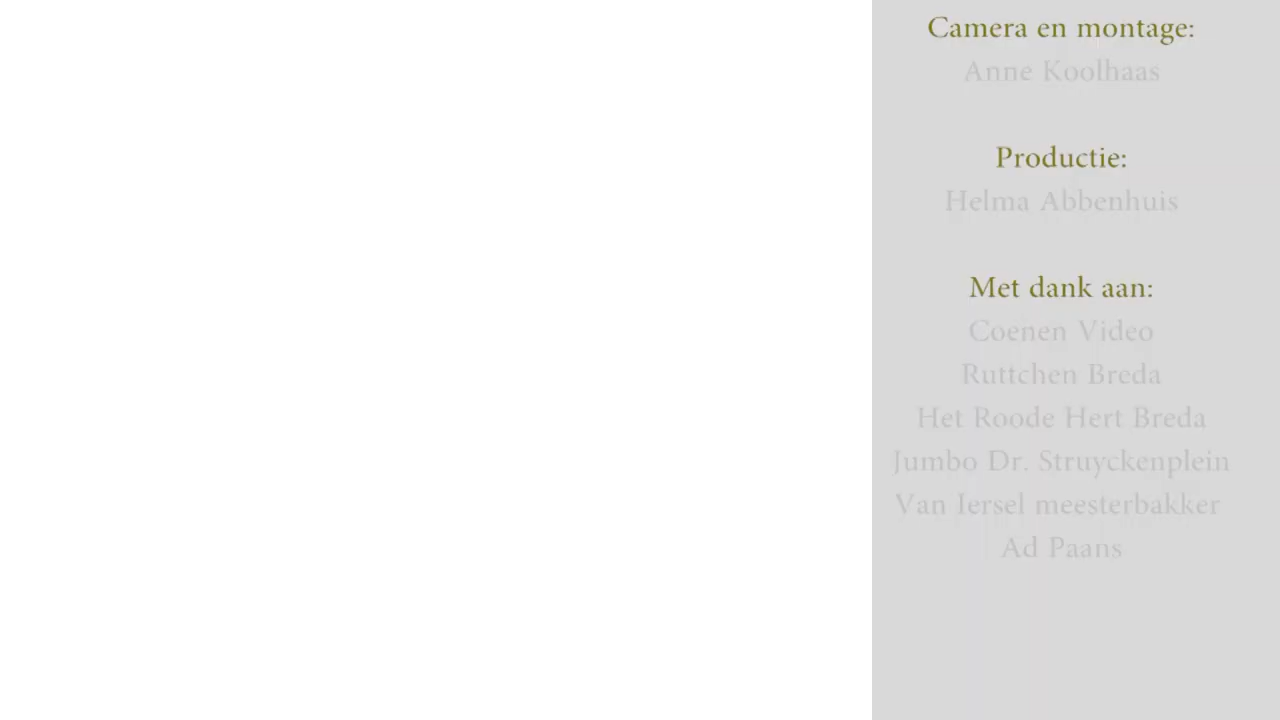 Camera en montage:
Anne Koolhaas
Productie:
Helma Abbenhuis
Met dank aan:
Coenen Video
Ruttchen Breda
Het Roode Hert Breda
Jumbo Dr. Struyckenplein
Van Iersel meesterbakker
Ad Paans